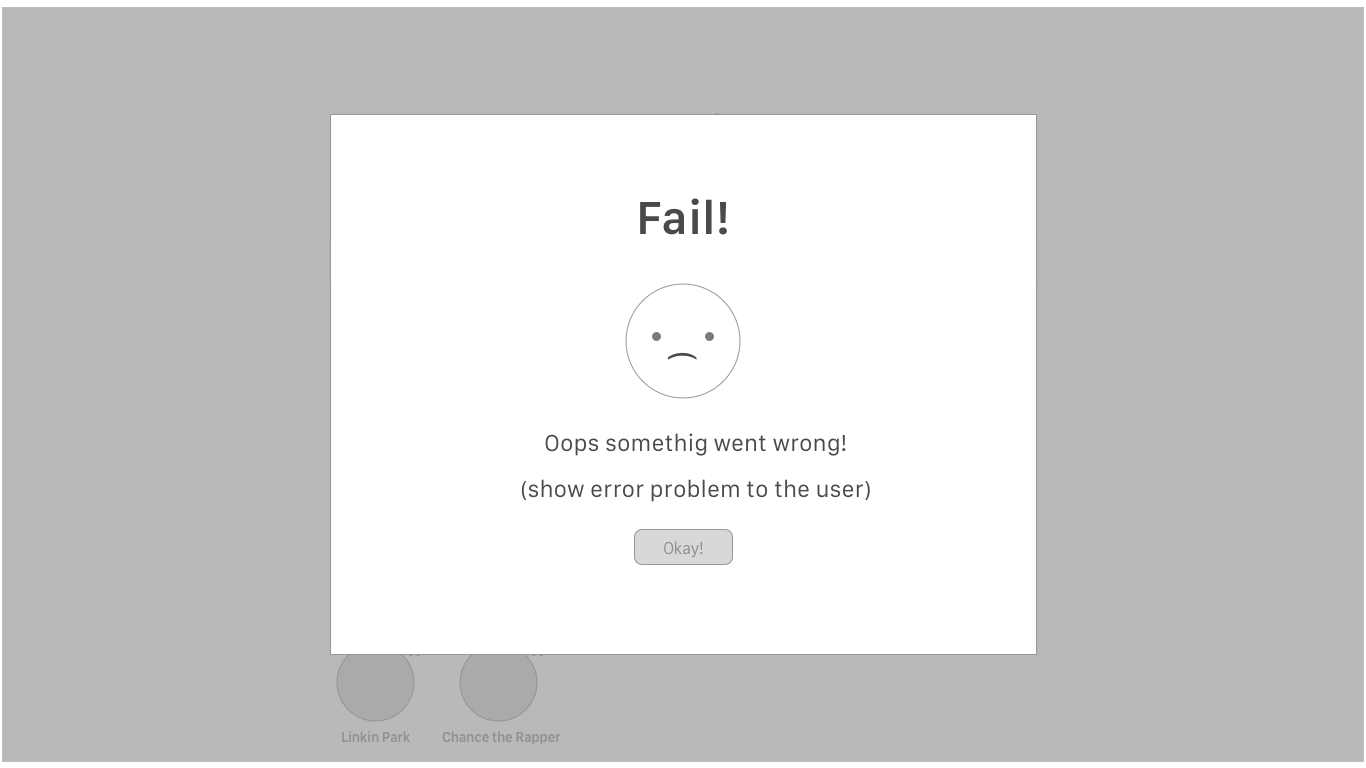 Fail!
Oops somethig went wrong!
(show error problem to the user)
Okay!
Linkin Park
Chance the Rapper